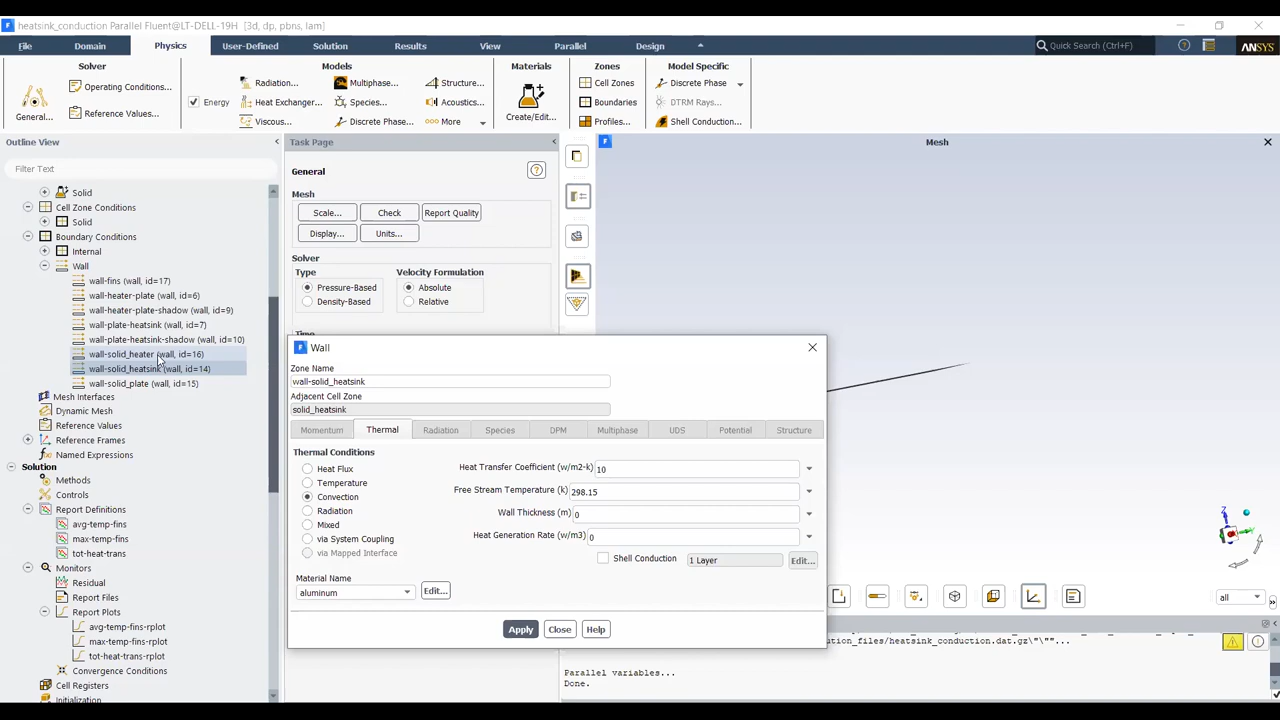 heatsink_conduction Parallel Fluent@LT-DELL-19H [3d, dp, pbns, lam]
File Domain Physics User-Defined Solution Results View Parallel Design Quick Search (Ctrl+F) ANSYS
Solver Models Materials Zones Model Specific
Operating Conditions... Radiation... Multiphase... Structure... Cell Zones Discrete Phase
Energy Heat Exchanger... Species... Acoustics... Boundaries DTRM Rays...
General... Reference Values... Viscous... Discrete Phase... More Create/Edit... Profiles... Shell Conduction...
Outline View
Filter Text
Solid
Cell Zone Conditions
Solid
Boundary Conditions
Internal
Wall
wall-fins (wall, id=17)
wall-heater-plate (wall, id=6)
wall-heater-plate-shadow (wall, id=9)
wall-plate-heatsink (wall, id=7)
wall-plate-heatsink-shadow (wall, id=10)
wall-solid_heater (wall, id=16)
wall-solid_heatsink (wall, id=14)
wall-solid_plate (wall, id=15)
Mesh Interfaces
Dynamic Mesh
Reference Values
Reference Frames
Named Expressions
Solution
Methods
Controls
Report Definitions
avg-temp-fins
max-temp-fins
tot-heat-trans
Monitors
Residual
Report Files
Report Plots
avg-temp-fins-rplot
max-temp-fins-rplot
tot-heat-trans-rplot
Convergence Conditions
Cell Registers
Initialization
Task Page
General
Mesh
Scale... Check Report Quality
Display... Units...
Solver
Type Velocity Formulation
Pressure-Based Absolute
Density-Based Relative
Time
Mesh
Wall
Zone Name
wall-solid_heatsink
Adjacent Cell Zone
solid_heatsink
Momentum Thermal Radiation Species DPM Multiphase UDS Potential Structure
Thermal Conditions
Heat Flux
Temperature
Convection
Radiation
Mixed
via System Coupling
via Mapped Interface
Heat Transfer Coefficient (w/m2-k) 10
Free Stream Temperature (k) 298.15
Wall Thickness (m) 0
Heat Generation Rate (w/m3) 0
Shell Conduction 1 Layer Edit...
Material Name
aluminum Edit...
Apply Close Help
all
ution_files/heatsink_conduction.dat.gz\"\""...
Parallel variables...
Done.